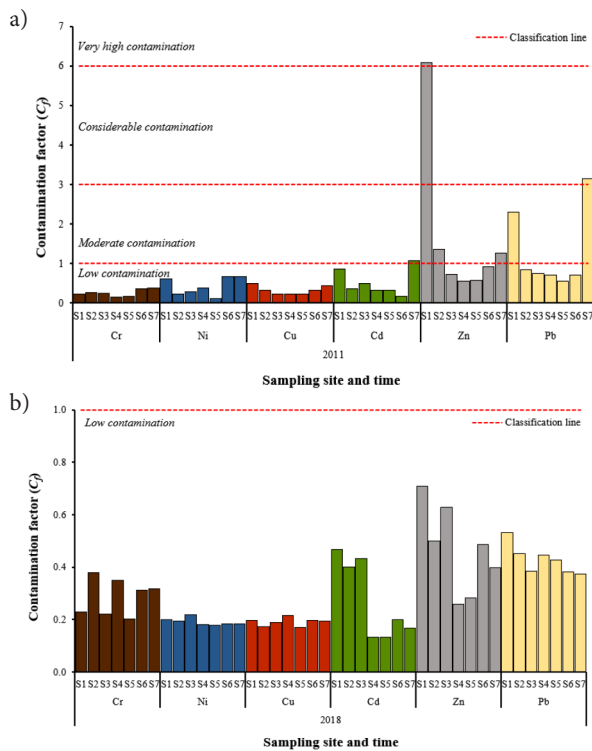 a)
Contamination factor (Cf)
7
6
5
4
3
2
1
0
Very high contamination
Classification line
Considerable contamination
Moderate contamination
Low contamination
S1 S2 S3 S4 S5 S6 S7 S1 S2 S3 S4 S5 S6 S7 S1 S2 S3 S4 S5 S6 S7 S1 S2 S3 S4 S5 S6 S7 S1 S2 S3 S4 S5 S6 S7 S1 S2 S3 S4 S5 S6 S7
Cr Ni Cu Cd Zn Pb
2011
Sampling site and time
b)
Contamination factor (Cf)
1.0
0.8
0.6
0.4
0.2
0.0
Low contamination
Classification line
S1 S2 S3 S4 S5 S6 S7 S1 S2 S3 S4 S5 S6 S7 S1 S2 S3 S4 S5 S6 S7 S1 S2 S3 S4 S5 S6 S7 S1 S2 S3 S4 S5 S6 S7 S1 S2 S3 S4 S5 S6 S7
Cr Ni Cu Cd Zn Pb
2018
Sampling site and time